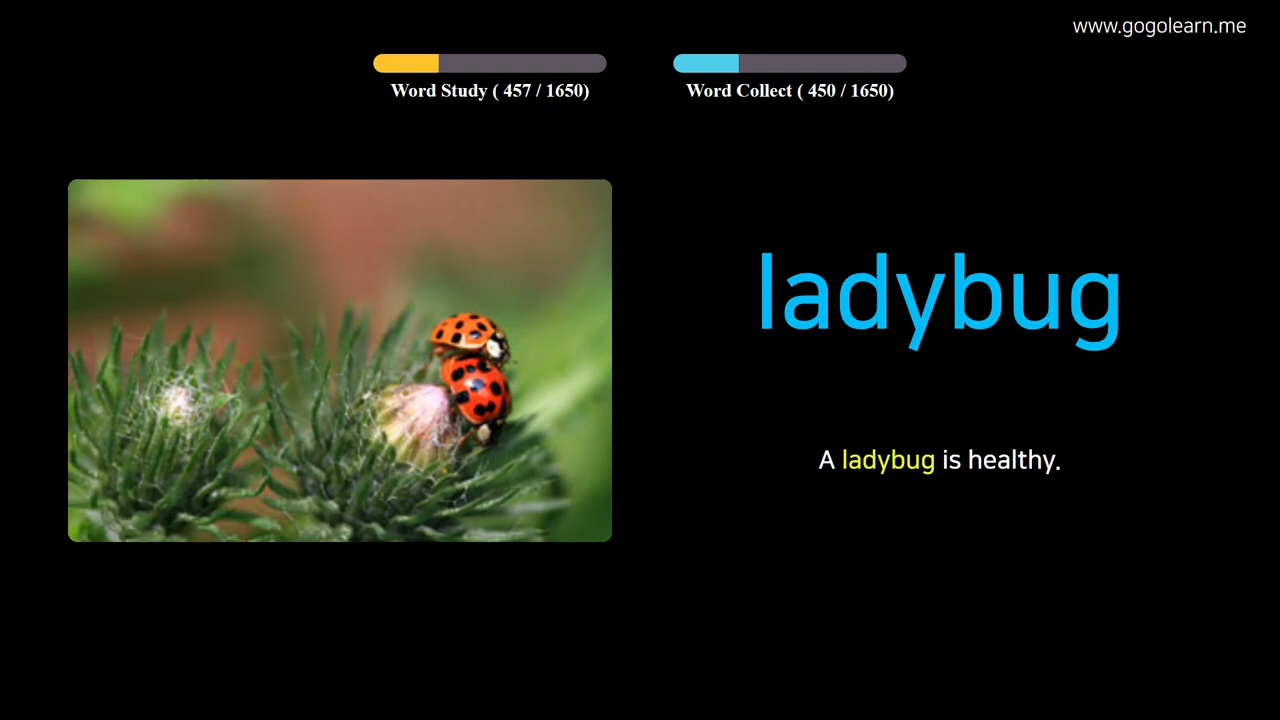 www.gogolearn.me
Word Study ( 457 / 1650)
Word Collect ( 450 / 1650)
ladybug
A ladybug is healthy.